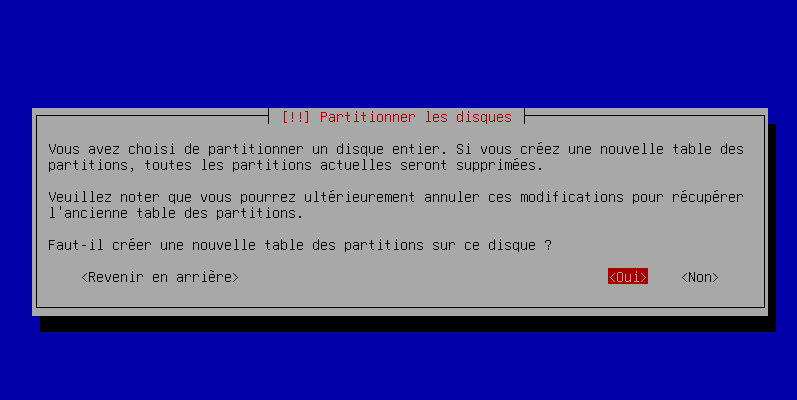 [!!] Partitionner les disques
Vous avez choisi de partitionner un disque entier. Si vous créez une nouvelle table des
partitions, toutes les partitions actuelles seront supprimées.
Veuillez noter que vous pourrez ultérieurement annuler ces modifications pour récupérer
l'ancienne table des partitions.
Faut-il créer une nouvelle table des partitions sur ce disque ?
<Revenir en arrière> <Oui> <Non>